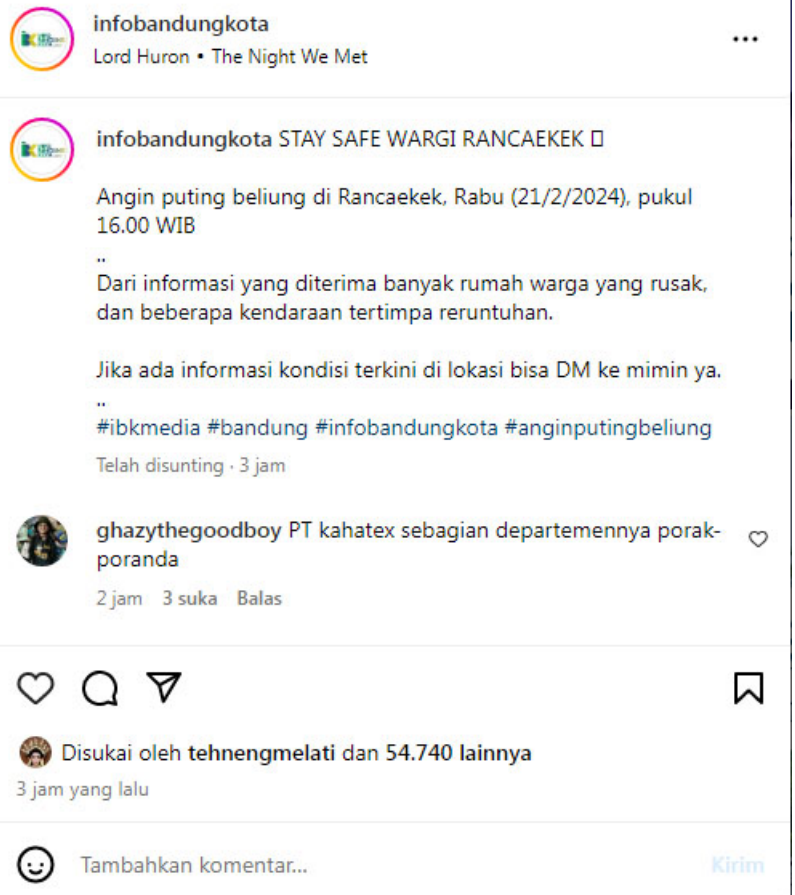 infobandungkota
Lord Huron • The Night We Met
infobandungkota STAY SAFE WARGI RANCAEKEK
Angin puting beliung di Rancaekek, Rabu (21/2/2024), pukul
16.00 WIB
..
Dari informasi yang diterima banyak rumah warga yang rusak,
dan beberapa kendaraan tertimpa reruntuhan.
Jika ada informasi kondisi terkini di lokasi bisa DM ke mimin ya.
..
#ibkmedia #bandung #infobandungkota #anginputingbeliung
Telah disunting · 3 jam
ghazythegoodboy PT kahatex sebagian departemennya porak-
poranda
2 jam 3 suka Balas
Disukai oleh tehnengmelati dan 54.740 lainnya
3 jam yang lalu
Tambahkan komentar...
Kirim